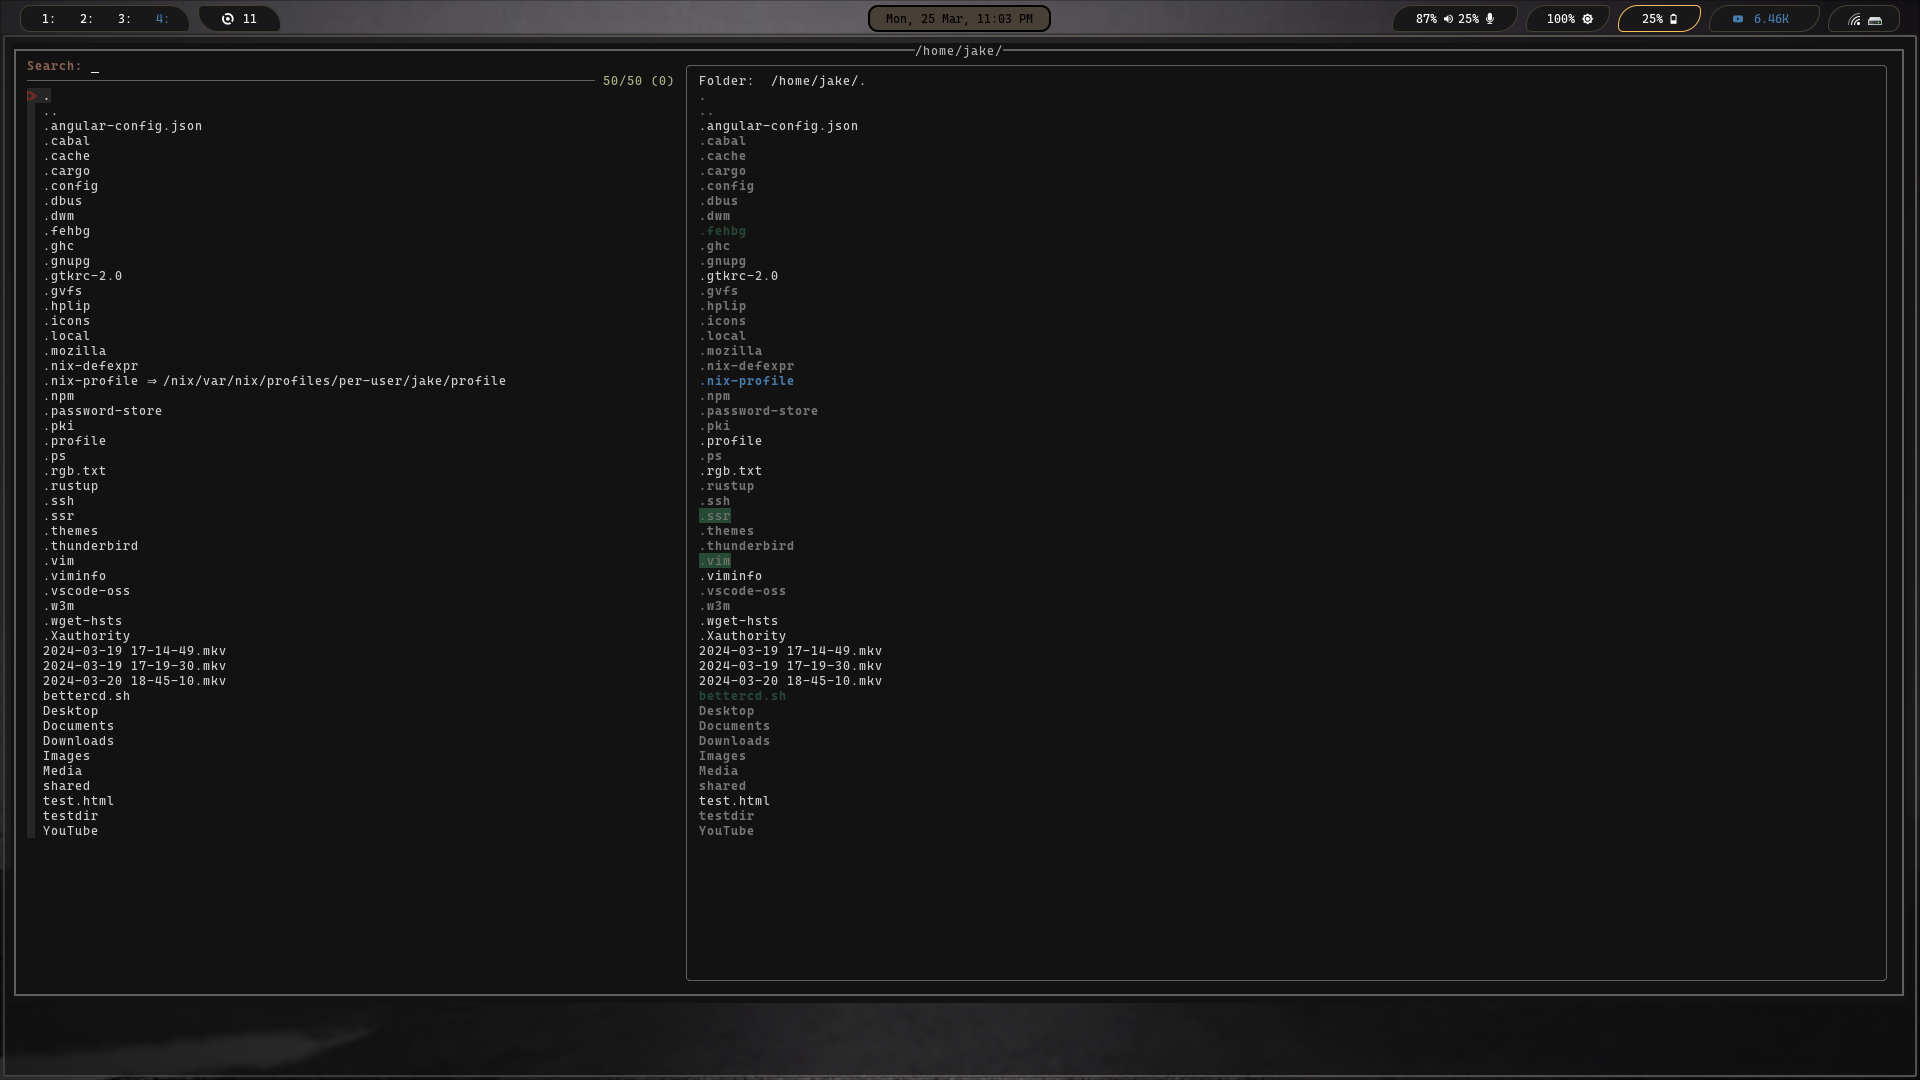 1: 2: 3: 4: 11 Mon, 25 Mar, 11:03 PM 87% 25% 100% 25% 6.46K
/home/jake/
Search: _
50/50 (0)
> .
..
.angular-config.json
.cabal
.cache
.cargo
.config
.dbus
.dwm
.fehbg
.ghc
.gnupg
.gtkrc-2.0
.gvfs
.hplip
.icons
.local
.mozilla
.nix-defexpr
.nix-profile ⇒ /nix/var/nix/profiles/per-user/jake/profile
.npm
.password-store
.pki
.profile
.ps
.rgb.txt
.rustup
.ssh
.ssr
.themes
.thunderbird
.vim
.viminfo
.vscode-oss
.w3m
.wget-hsts
.Xauthority
2024-03-19 17-14-49.mkv
2024-03-19 17-19-30.mkv
2024-03-20 18-45-10.mkv
bettercd.sh
Desktop
Documents
Downloads
Images
Media
shared
test.html
testdir
YouTube
Folder: /home/jake/.
.
..
.angular-config.json
.cabal
.cache
.cargo
.config
.dbus
.dwm
.fehbg
.ghc
.gnupg
.gtkrc-2.0
.gvfs
.hplip
.icons
.local
.mozilla
.nix-defexpr
.nix-profile
.npm
.password-store
.pki
.profile
.ps
.rgb.txt
.rustup
.ssh
.ssr
.themes
.thunderbird
.vim
.viminfo
.vscode-oss
.w3m
.wget-hsts
.Xauthority
2024-03-19 17-14-49.mkv
2024-03-19 17-19-30.mkv
2024-03-20 18-45-10.mkv
bettercd.sh
Desktop
Documents
Downloads
Images
Media
shared
test.html
testdir
YouTube